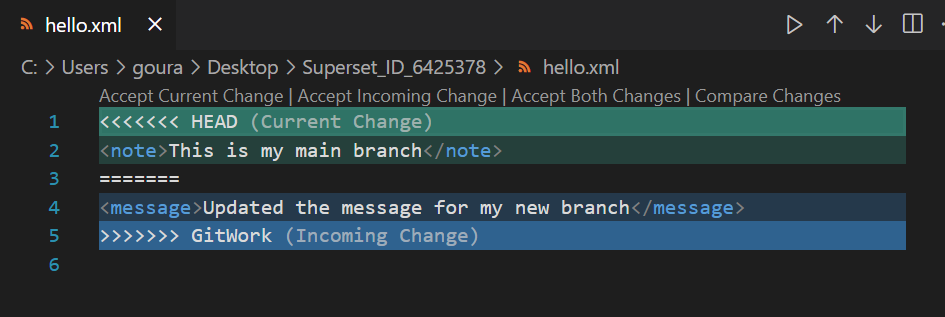 hello.xml
C: > Users > goura > Desktop > Superset_ID_6425378 > hello.xml
Accept Current Change | Accept Incoming Change | Accept Both Changes | Compare Changes
1 <<<<<<< HEAD (Current Change)
2 <note>This is my main branch</note>
3 =======
4 <message>Updated the message for my new branch</message>
5 >>>>>>> GitWork (Incoming Change)
6